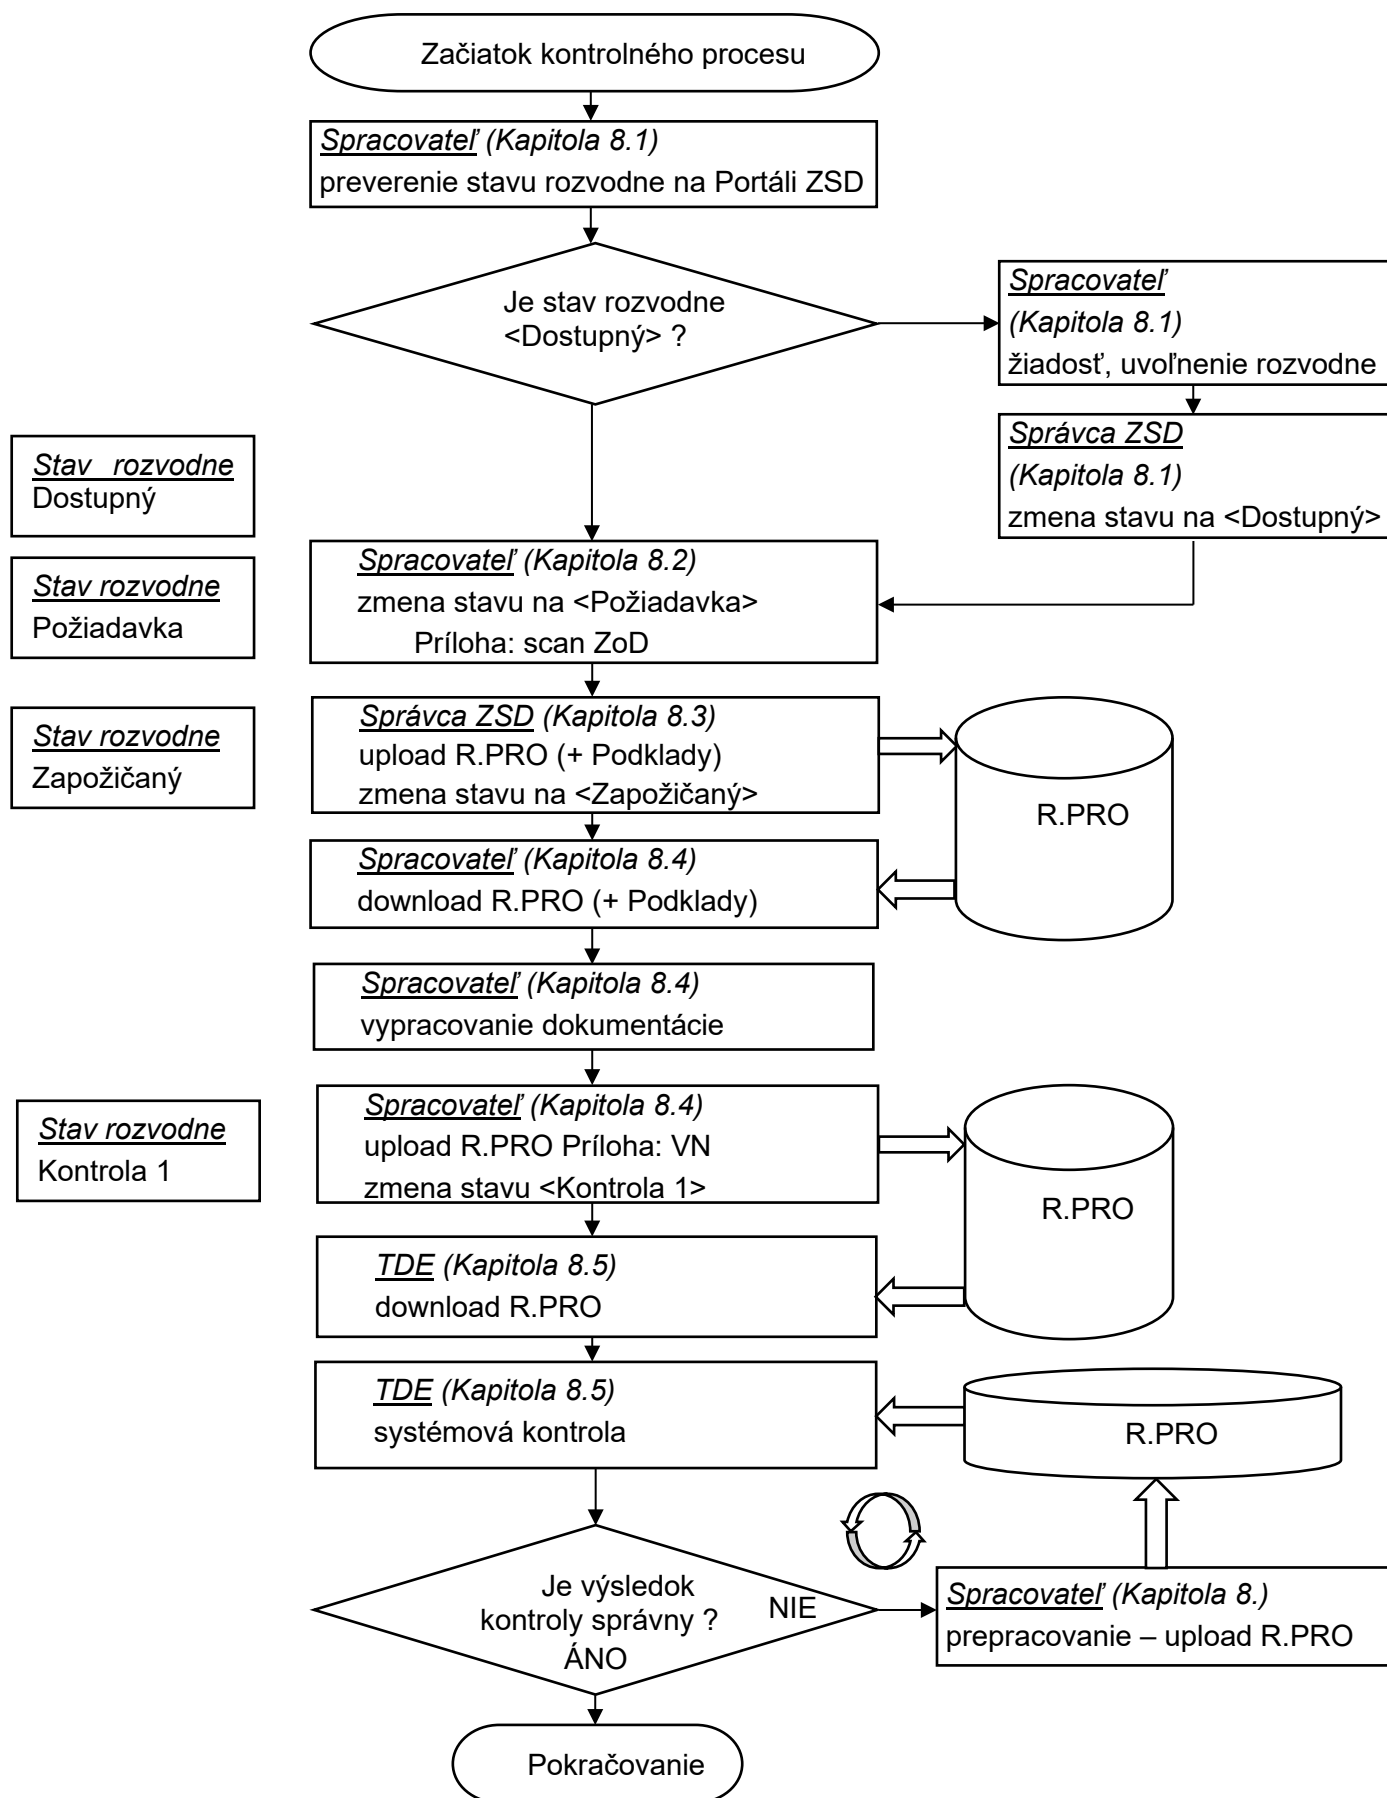 Začiatok kontrolného procesu
Spracovateľ (Kapitola 8.1)
preverenie stavu rozvodne na Portáli ZSD
Je stav rozvodne
<Dostupný> ?
Spracovateľ
(Kapitola 8.1)
žiadosť, uvoľnenie rozvodne
Správca ZSD
(Kapitola 8.1)
zmena stavu na <Dostupný>
Stav rozvodne
Dostupný
Stav rozvodne
Požiadavka
Spracovateľ (Kapitola 8.2)
zmena stavu na <Požiadavka>
Príloha: scan ZoD
Stav rozvodne
Zapožičaný
Správca ZSD (Kapitola 8.3)
upload R.PRO (+ Podklady)
zmena stavu na <Zapožičaný>
R.PRO
Spracovateľ (Kapitola 8.4)
download R.PRO (+ Podklady)
Spracovateľ (Kapitola 8.4)
vypracovanie dokumentácie
Stav rozvodne
Kontrola 1
Spracovateľ (Kapitola 8.4)
upload R.PRO Príloha: VN
zmena stavu <Kontrola 1>
R.PRO
TDE (Kapitola 8.5)
download R.PRO
TDE (Kapitola 8.5)
systémová kontrola
R.PRO
Je výsledok
kontroly správny ?
NIE
ÁNO
Spracovateľ (Kapitola 8.)
prepracovanie – upload R.PRO
Pokračovanie